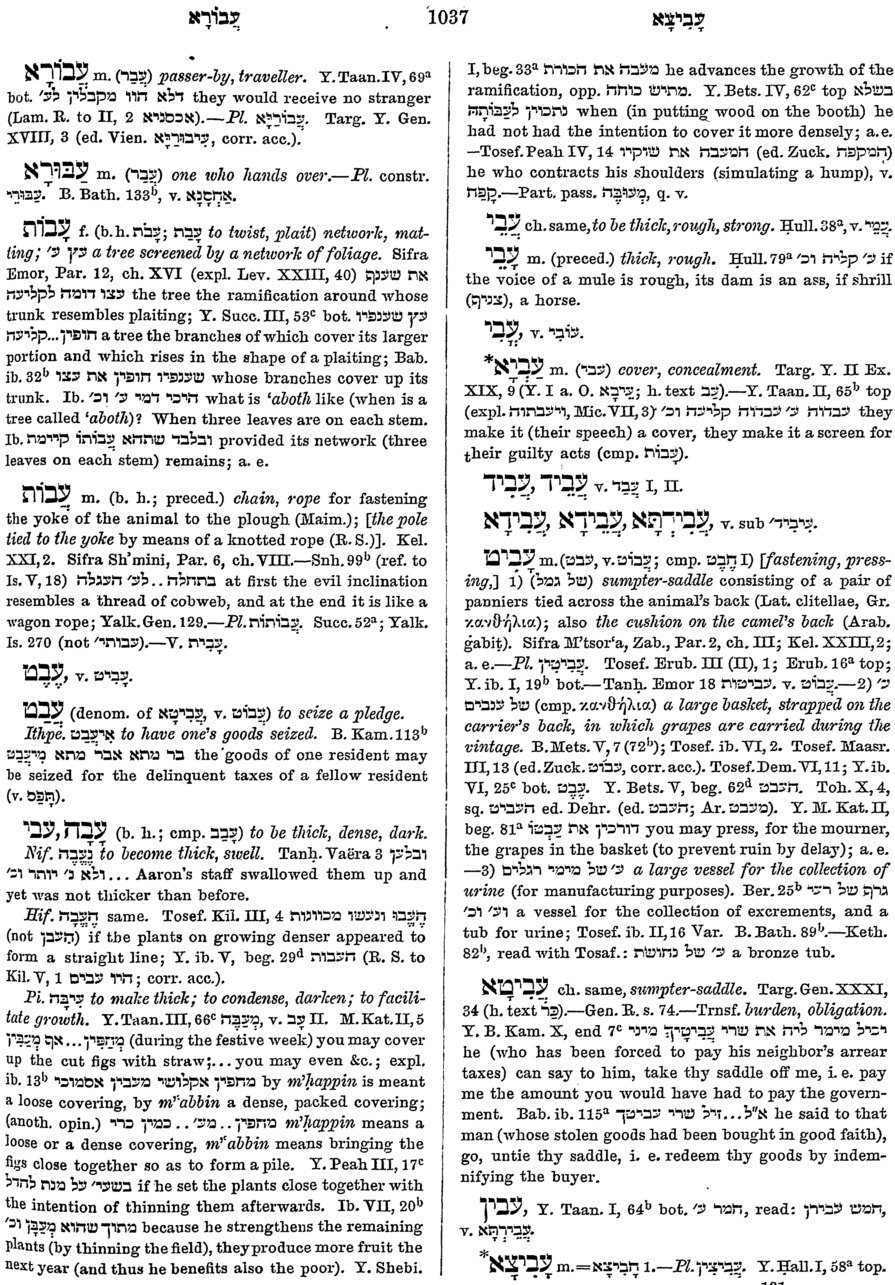 עֲבוֹרָא
1037
עֲבִיצָא
עֲבוֹרָא m. (עֲבַר) passer-by, traveller. Y.Taan.IV, 69ᵃ
bot. דלא הוו מקבלין לע׳ they would receive no stranger
(Lam. R. to II, 2 אכסניא).—Pl. עֲבוֹרַיָּא. Targ. Y. Gen.
XVIII, 3 (ed. Vien. עִיבּוּרַיָּא, corr. acc.).
עַבּוּרָא m. (עֲבַר) one who hands over.—Pl. constr.
עַבּוּרֵי. B. Bath. 133ᵇ, v. אַחְסָנָא.
עָבוֹת f. (b.h. עָבֹת; עָבַת to twist, plait) network, mat-
ting; עץ ע׳ a tree screened by a network of foliage. Sifra
Emor, Par. 12, ch. XVI (expl. Lev. XXIII, 40) את שענפו
עצו דומה לקליעה the tree the ramification around whose
trunk resembles plaiting; Y. Succ. III, 53ᶜ bot. עץ שענפיו
חופין...קליעה a tree the branches of which cover its larger
portion and which rises in the shape of a plaiting; Bab.
ib. 32ᵇ שענפיו חופין את עצו whose branches cover up its
trunk. Ib. היכי דמי ע׳ וכ׳ what is ‘aboth like (when is a
tree called ‘aboth)? When three leaves are on each stem.
Ib. ובלבד שתהא עֲבוֹתוֹ קיימת provided its network (three
leaves on each stem) remains; a. e.
עֲבוֹת m. (b. h.; preced.) chain, rope for fastening
the yoke of the animal to the plough (Maim.); [the pole
tied to the yoke by means of a knotted rope (R. S.)]. Kel.
XXI, 2. Sifra Sh’mini, Par. 6, ch. VIII.—Snh. 99ᵇ (ref. to
Is. V, 18) בתחלה..לע׳ העגלה at first the evil inclination
resembles a thread of cobweb, and at the end it is like a
wagon rope; Yalk. Gen. 129.—Pl. עֲבוֹתוֹת. Succ. 52ᵃ; Yalk.
Is. 270 (not עבותי׳).—V. עֲבִית.
עֶבֶט, v. עָבִיט.
עֲבַט (denom. of עֲבִיטָא, v. עֲבוֹט) to seize a pledge.
Ithpe. אִיעֲבַט to have one’s goods seized. B. Kam. 113ᵇ
בר מתא אבר מתא מִיעֲבַט the goods of one resident may
be seized for the delinquent taxes of a fellow resident
(v. תָּפַס).
עָבָה, עבי (b. h.; cmp. עָבַב) to be thick, dense, dark.
Nif. נֶעֱבָה to become thick, swell. Tanḥ. Vaëra 3 ובלען
ולא נ׳ יותר וכ׳... Aaron’s staff swallowed them up and
yet was not thicker than before.
Hif. הֶעֱבָה same. Tosef. Kil. III, 4 הֶעֱבוּ ונעשו מכוונות
(not העבן) if the plants on growing denser appeared to
form a straight line; Y. ib. V, beg. 29ᵈ העבות (R. S. to
Kil. V, 1 היו עבים; corr. acc.).
Pi. עִיבָּה to make thick; to condense, darken; to facili-
tate growth. Y. Taan. III, 66ᶜ מְעַבֶּה, v. עָב II. M. Kat. II, 5
מְחַפִּין...אף מְעַבִּין (during the festive week) you may cover
up the cut figs with straw;... you may even &c.; expl.
ib. 13ᵇ מחפין אקלושי מעבין אסמוכי by m’ḥappin is meant
a loose covering, by m‘’abbin a dense, packed covering;
(anoth. opin.) מחפין..מע׳..כמין כרי m’ḥappin means a
loose or a dense covering, m‘’abbin means bringing the
figs close together so as to form a pile. Y. Peah III, 17ᶜ
בשעי׳ על מנת להדל if he set the plants close together with
the intention of thinning them afterwards. Ib. VII, 20ᵇ
מתוך שהוא מְעַבָּן וכ׳ because he strengthens the remaining
plants (by thinning the field), they produce more fruit the
next year (and thus he benefits also the poor). Y. Shebi.
I, beg. 33ᵃ מעבה את הכורת he advances the growth of the
ramification, opp. מתיש כוחה. Y. Bets. IV, 62ᶜ top בשלא
נתכוין לעַבּוֹתָהּ when (in putting wood on the booth) he
had not had the intention to cover it more densely; a. e.
—Tosef. Peah IV, 14 המעבה את שוקיו (ed. Zuck. המקפח)
he who contracts his shoulders (simulating a hump), v.
קָפַח.—Part. pass. מְעוּבֶּה, q. v.
עֲבֵי ch. same, to be thick, rough, strong. Ḥull. 38ᵃ, v. עֲמֵי.
עָבֵי m. (preced.) thick, rough. Ḥull. 79ᵃ ע׳ קליה וכ׳ if
the voice of a mule is rough, its dam is an ass, if shrill
(צניף), a horse.
עֳבִי, v. עוֹבִי.
*עֲבְיָא m. (עבי) cover, concealment. Targ. Y. II Ex.
XIX, 9 (Y. I a. O. עֵיבָא; h. text עָב).—Y. Taan. II, 65ᵇ top
(expl. ויעבתוה, Mic. VII, 3) עבדוה ע׳ עבדוה קליעה וכ׳ they
make it (their speech) a cover, they make it a screen for
their guilty acts (cmp. עָבוֹת).
עֲבֵיד, עֲבִיד v. עֲבַד I, II.
עֲבִידְתָּא, עֲבֵידָא, עֲבִידָא, v. sub עִיבִיד׳.
עָבִיט m. (עבט, v. עֲבוֹט; cmp. חָבַט I) [fastening, press-
ing,] 1) (של גמל) sumpter-saddle consisting of a pair of
panniers tied across the animal’s back (Lat. clitellae, Gr.
κανθήλια); also the cushion on the camel’s back (Arab.
ġabiṭ). Sifra M’tsor‘a, Zab., Par. 2, ch. III; Kel. XXIII, 2;
a. e.—Pl. עֲבִיטִין. Tosef. Erub. III (II), 1; Erub. 16ᵃ top;
Y. ib. I, 19ᵇ bot.—Tanḥ. Emor 18 עביטות v. עֲבוֹט.—2) ע׳
של ענבים (cmp. κανθήλια) a large basket, strapped on the
carrier’s back, in which grapes are carried during the
vintage. B. Mets. V, 7 (72ᵇ); Tosef. ib. VI, 2. Tosef. Maasr.
III, 13 (ed. Zuck. עבוט, corr. acc.). Tosef. Dem. VI, 11; Y. ib.
VI, 25ᶜ bot. עֶבֶט. Y. Bets. V, beg. 62ᵈ העבט. Toh. X, 4,
sq. העביט ed. Dehr. (ed. העבט; Ar. מעבט). Y. M. Kat. II,
beg. 81ᵃ דורכין את עֲבָטוֹ you may press, for the mourner,
the grapes in the basket (to prevent ruin by delay); a. e.
—3) ע׳ של מימי רגלים a large vessel for the collection of
urine (for manufacturing purposes). Ber. 25ᵇ גרף של רעי
וע׳ וכ׳ a vessel for the collection of excrements, and a
tub for urine; Tosef. ib. II, 16 Var. B. Bath. 89ᵇ.—Keth.
82ᵇ, read with Tosaf.: ע׳ של נחושת a bronze tub.
עֲבִיטָא ch. same, sumpter-saddle. Targ. Gen. XXXI,
34 (h. text כַּר).—Gen. R. s. 74.—Trnsf. burden, obligation.
Y. B. Kam. X, end 7ᶜ יכיל מימר ליה את שרי עֲבִיטָיךְ מיני
he (who has been forced to pay his neighbor’s arrear
taxes) can say to him, take thy saddle off me, i. e. pay
me the amount you would have had to pay the govern-
ment. Bab. ib. 115ᵃ א״ל...זיל שרי עביטך he said to that
man (whose stolen goods had been bought in good faith),
go, untie thy saddle, i. e. redeem thy goods by indem-
nifying the buyer.
עבין, Y. Taan. I, 64ᵇ bot. חמר ע׳, read: חמש עבירן,
v. עֲבֵירְתָּא.
*עֲבִיצָא m.=חֲבִיצָא 1.—Pl. עֲבִיצִין. Y. Ḥall. I, 58ᵃ top.